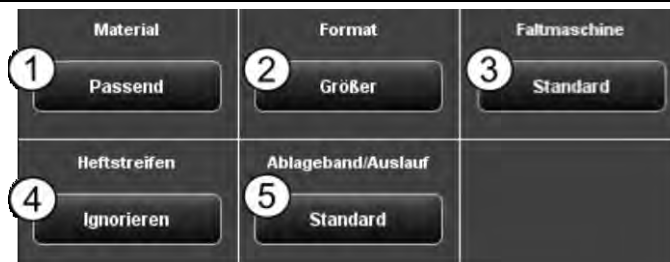 Material
Format
Faltmaschine
1
Passend
2
Größer
3
Standard
Heftstreifen
Ablageband/Auslauf
4
Ignorieren
5
Standard